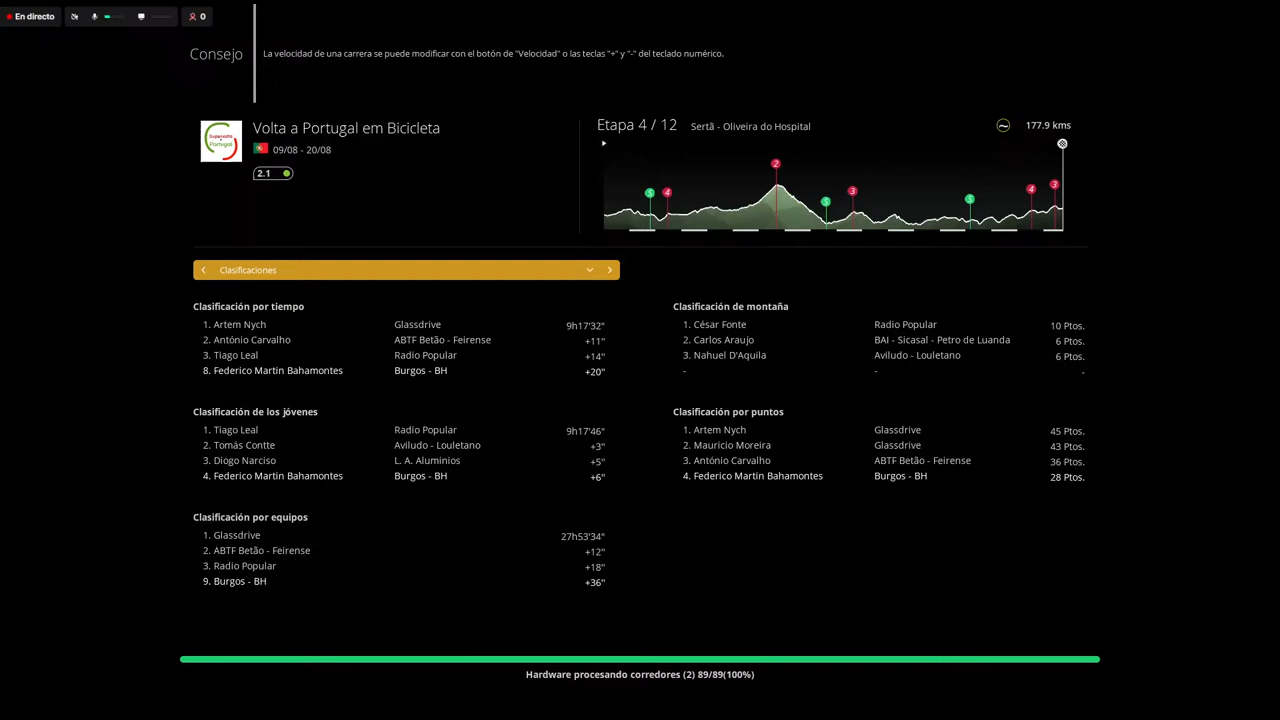 En directo
0
Consejo
La velocidad de una carrera se puede modificar con el botón de "Velocidad" o las teclas "+" y "-" del teclado numérico.
Volta a Portugal em Bicicleta
09/08 - 20/08
2.1
Etapa 4 / 12 Sertã - Oliveira do Hospital 177.9 kms
S 4 2 S 3 S 4 3
Clasificaciones
Clasificación por tiempo
1. Artem Nych Glassdrive 9h17'32"
2. António Carvalho ABTF Betão - Feirense +11"
3. Tiago Leal Radio Popular +14"
8. Federico Martin Bahamontes Burgos - BH +20"
Clasificación de montaña
1. César Fonte Radio Popular 10 Ptos.
2. Carlos Araujo BAI - Sicasal - Petro de Luanda 6 Ptos.
3. Nahuel D'Aquila Aviludo - Louletano 6 Ptos.
- - -
Clasificación de los jóvenes
1. Tiago Leal Radio Popular 9h17'46"
2. Tomás Contte Aviludo - Louletano +3"
3. Diogo Narciso L. A. Aluminios +5"
4. Federico Martin Bahamontes Burgos - BH +6"
Clasificación por puntos
1. Artem Nych Glassdrive 45 Ptos.
2. Mauricio Moreira Glassdrive 43 Ptos.
3. António Carvalho ABTF Betão - Feirense 36 Ptos.
4. Federico Martin Bahamontes Burgos - BH 28 Ptos.
Clasificación por equipos
1. Glassdrive 27h53'34"
2. ABTF Betão - Feirense +12"
3. Radio Popular +18"
9. Burgos - BH +36"
Hardware procesando corredores (2) 89/89(100%)